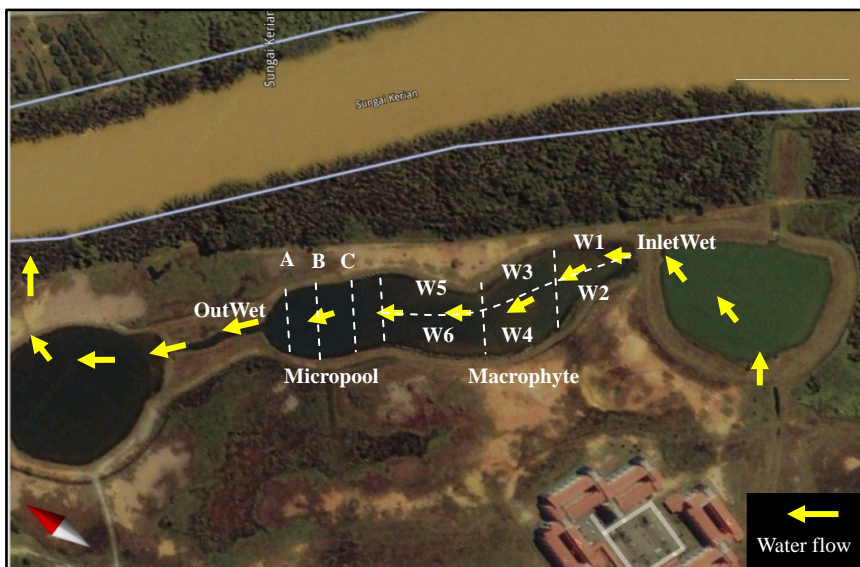 Sungai Kerian
Sungai Kerian
W1
InletWet
A
B
C
W3
W2
W5
OutWet
W6
W4
Micropool
Macrophyte
Water flow